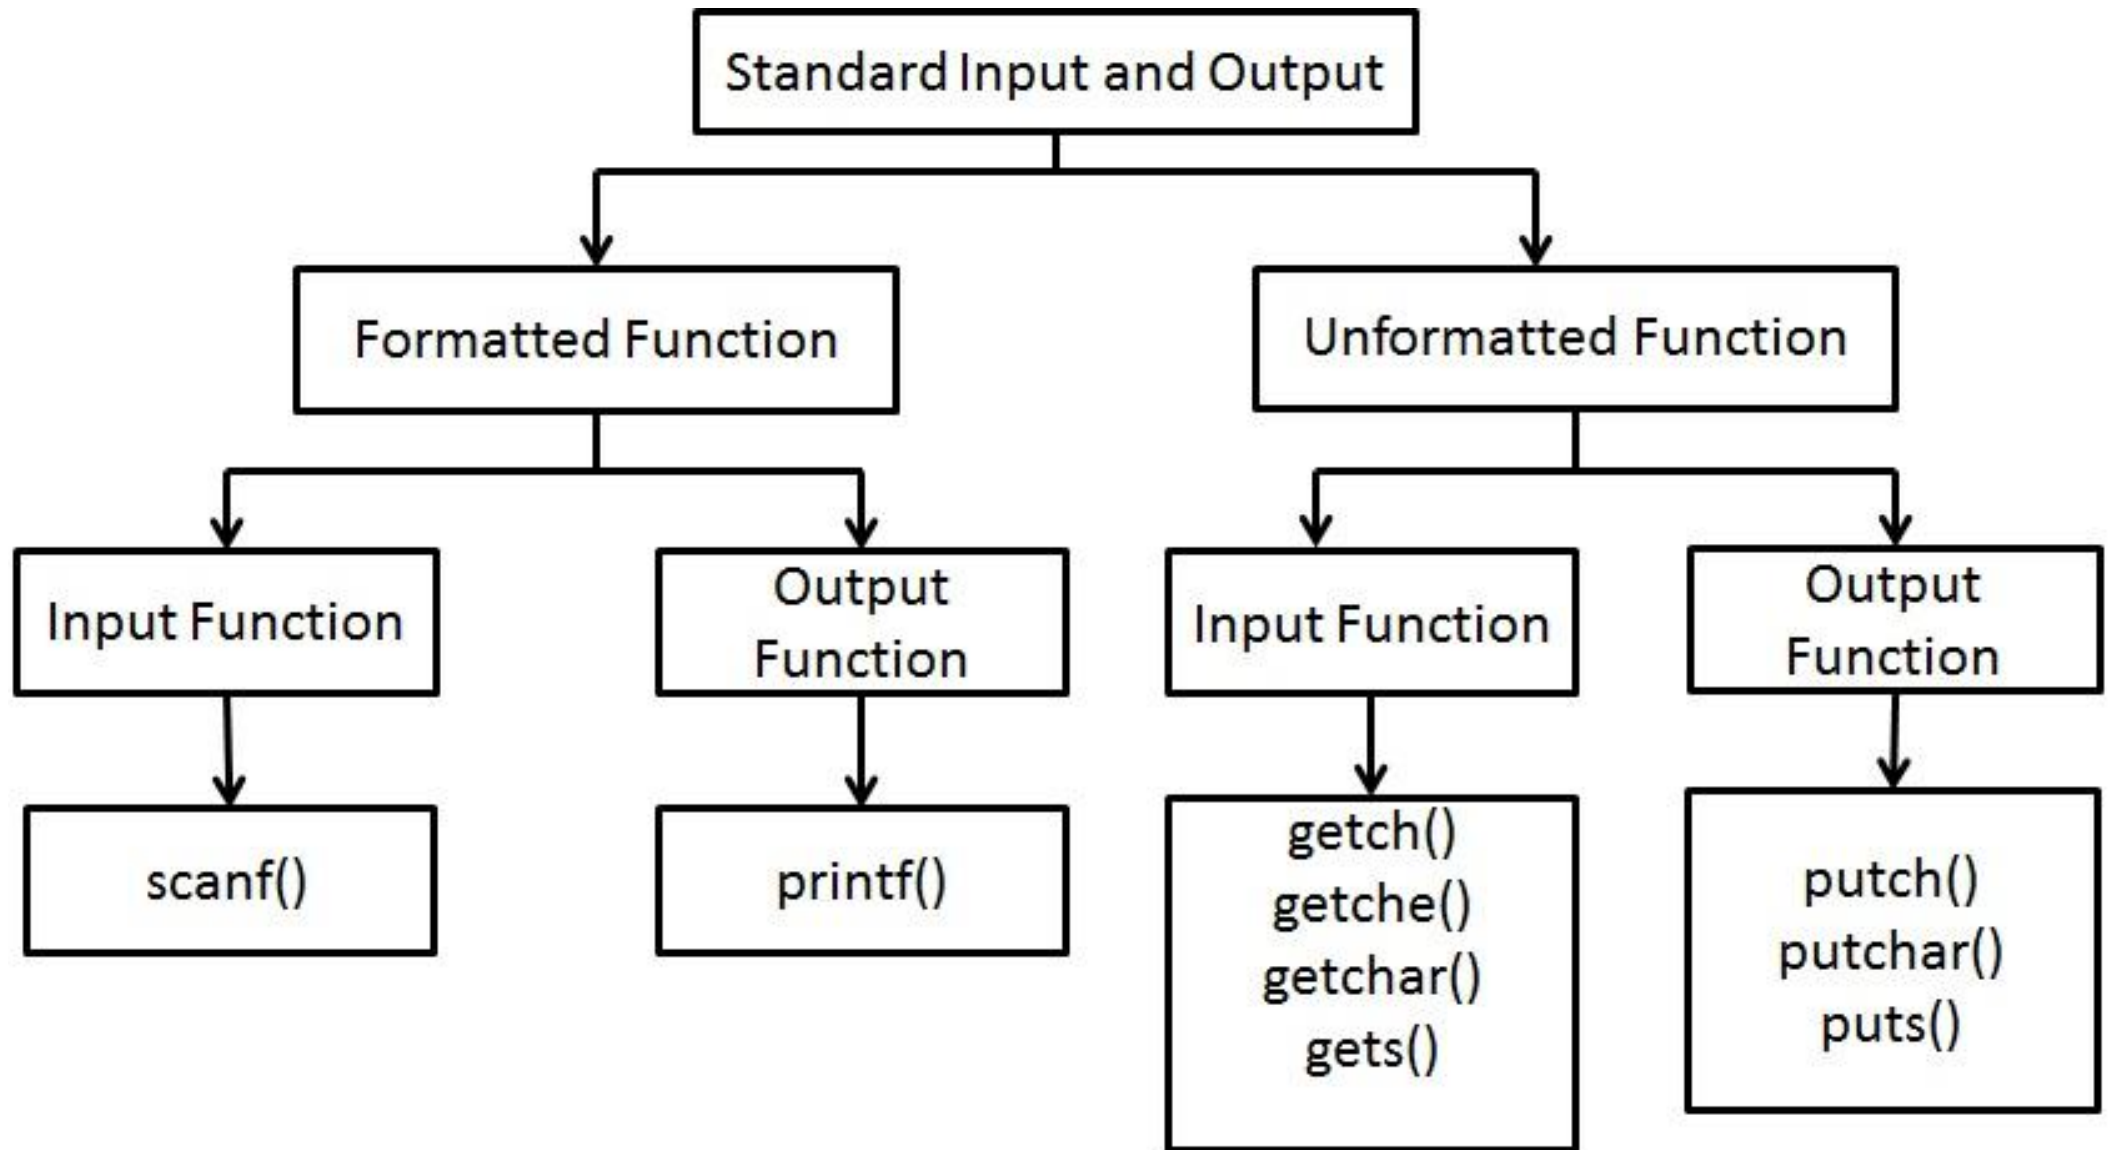 Standard Input and Output
Formatted Function
Unformatted Function
Input Function
Output
Function
Input Function
Output
Function
scanf()
printf()
getch()
getche()
getchar()
gets()
putch()
putchar()
puts()